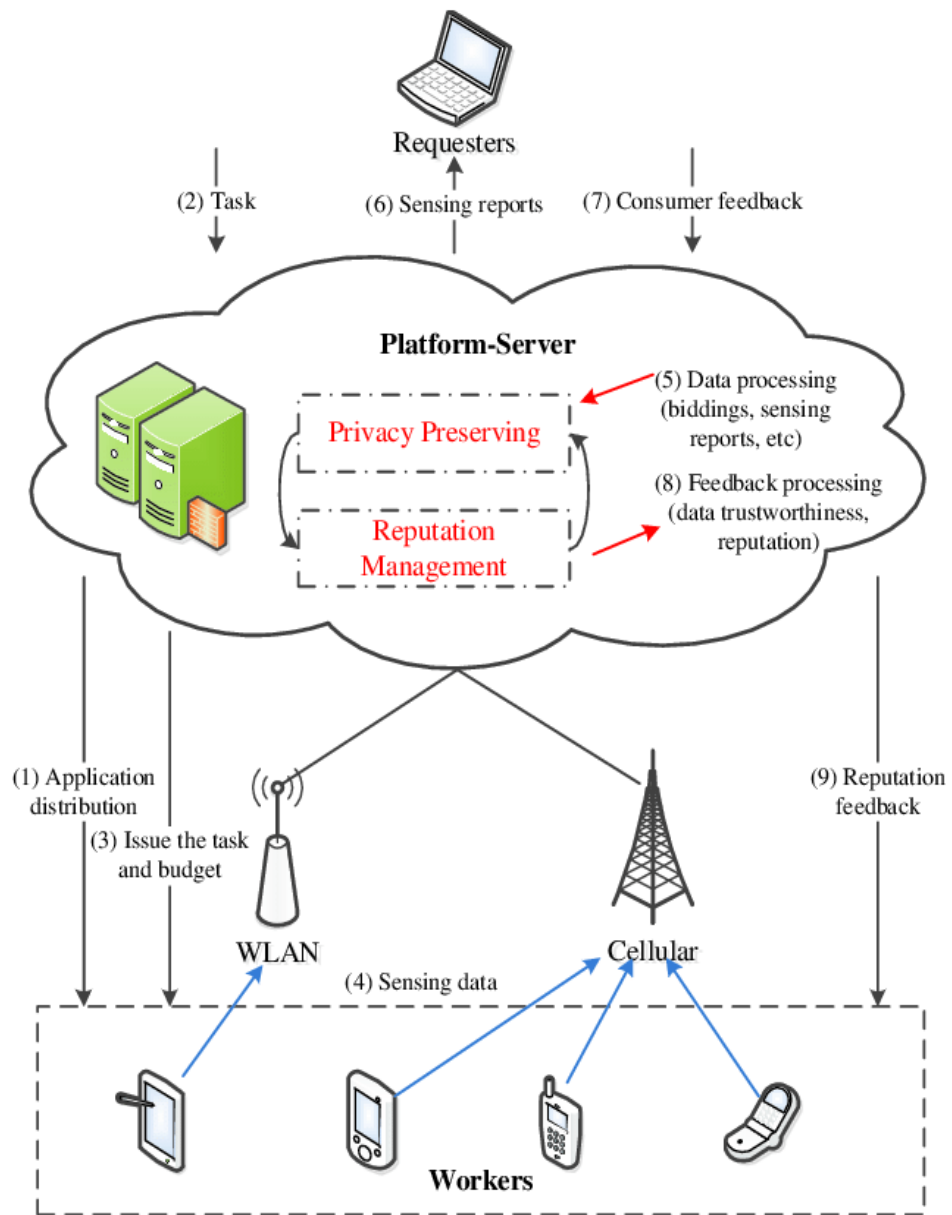 Requesters
(2) Task
(6) Sensing reports
(7) Consumer feedback
Platform-Server
Privacy Preserving
(5) Data processing
(biddings, sensing
reports, etc)
Reputation
Management
(8) Feedback processing
(data trustworthiness,
reputation)
(1) Application
distribution
(3) Issue the task
and budget
(9) Reputation
feedback
WLAN
Cellular
(4) Sensing data
Workers